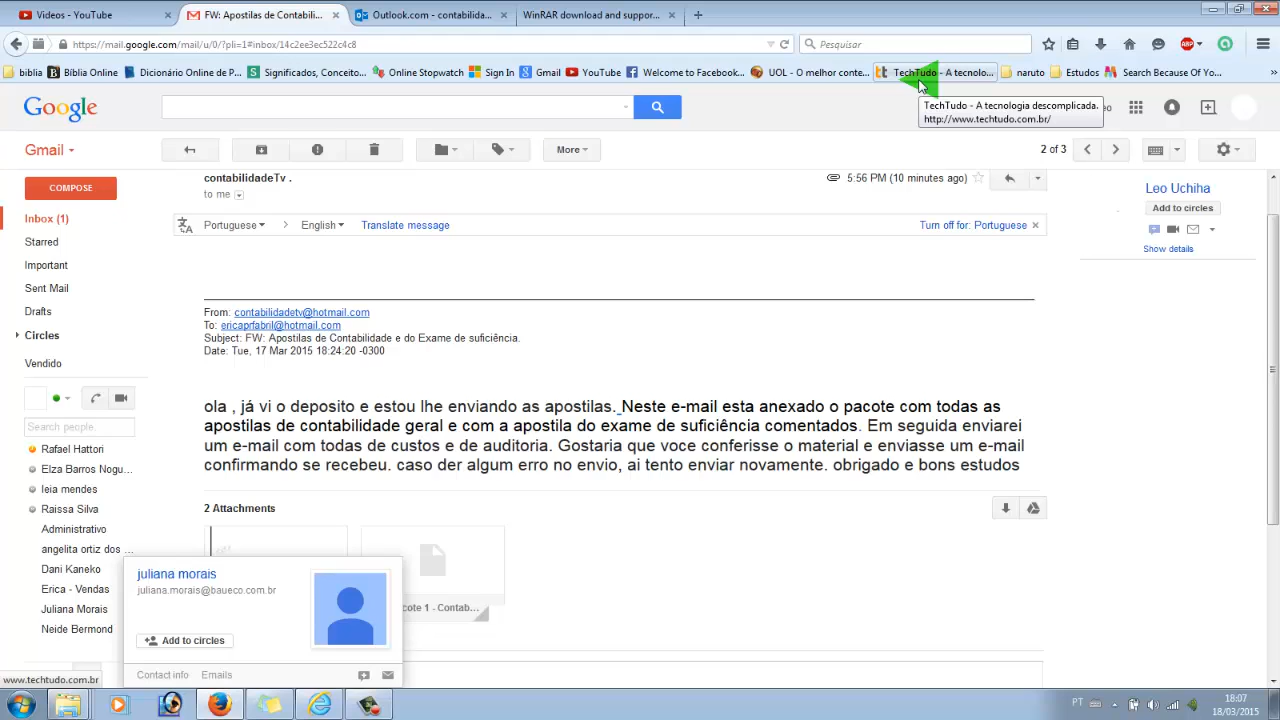 Videos - YouTube
FW: Apostilas de Contabili...
Outlook.com - contabilida...
WinRAR download and suppor...
https://mail.google.com/mail/u/0/?pli=1#inbox/14c2ee3ec522c4c8
Pesquisar
ABP
biblia
Bíblia Online
Dicionário Online de P...
Significados, Conceito...
Online Stopwatch
Sign In
Gmail
YouTube
Welcome to Facebook...
UOL - O melhor conte...
TechTudo - A tecnolo...
naruto
Estudos
Search Because Of Yo...
TechTudo - A tecnologia descomplicada.
http://www.techtudo.com.br/
Google
Gmail
More
2 of 3
COMPOSE
Inbox (1)
Starred
Important
Sent Mail
Drafts
Circles
Vendido
Search people.
Rafael Hattori
Elza Barros Nogu...
leia mendes
Raissa Silva
Administrativo
angelita ortiz dos ...
Dani Kaneko
Erica - Vendas
Juliana Morais
Neide Bermond
contabilidadeTv .
5:56 PM (10 minutes ago)
to me
Portuguese
English
Translate message
Turn off for: Portuguese
From: contabilidadetv@hotmail.com
To: ericaprfabril@hotmail.com
Subject: FW: Apostilas de Contabilidade e do Exame de suficiência.
Date: Tue, 17 Mar 2015 18:24:20 -0300
ola , já vi o deposito e estou lhe enviando as apostilas. Neste e-mail esta anexado o pacote com todas as
apostilas de contabilidade geral e com a apostila do exame de suficiência comentados. Em seguida enviarei
um e-mail com todas de custos e de auditoria. Gostaria que voce conferisse o material e enviasse um e-mail
confirmando se recebeu. caso der algum erro no envio, ai tento enviar novamente. obrigado e bons estudos
2 Attachments
cote 1 - Contab...
juliana morais
juliana.morais@baueco.com.br
Add to circles
Contact info
Emails
Leo Uchiha
Add to circles
Show details
www.techtudo.com.br
PT
18:07
18/03/2015